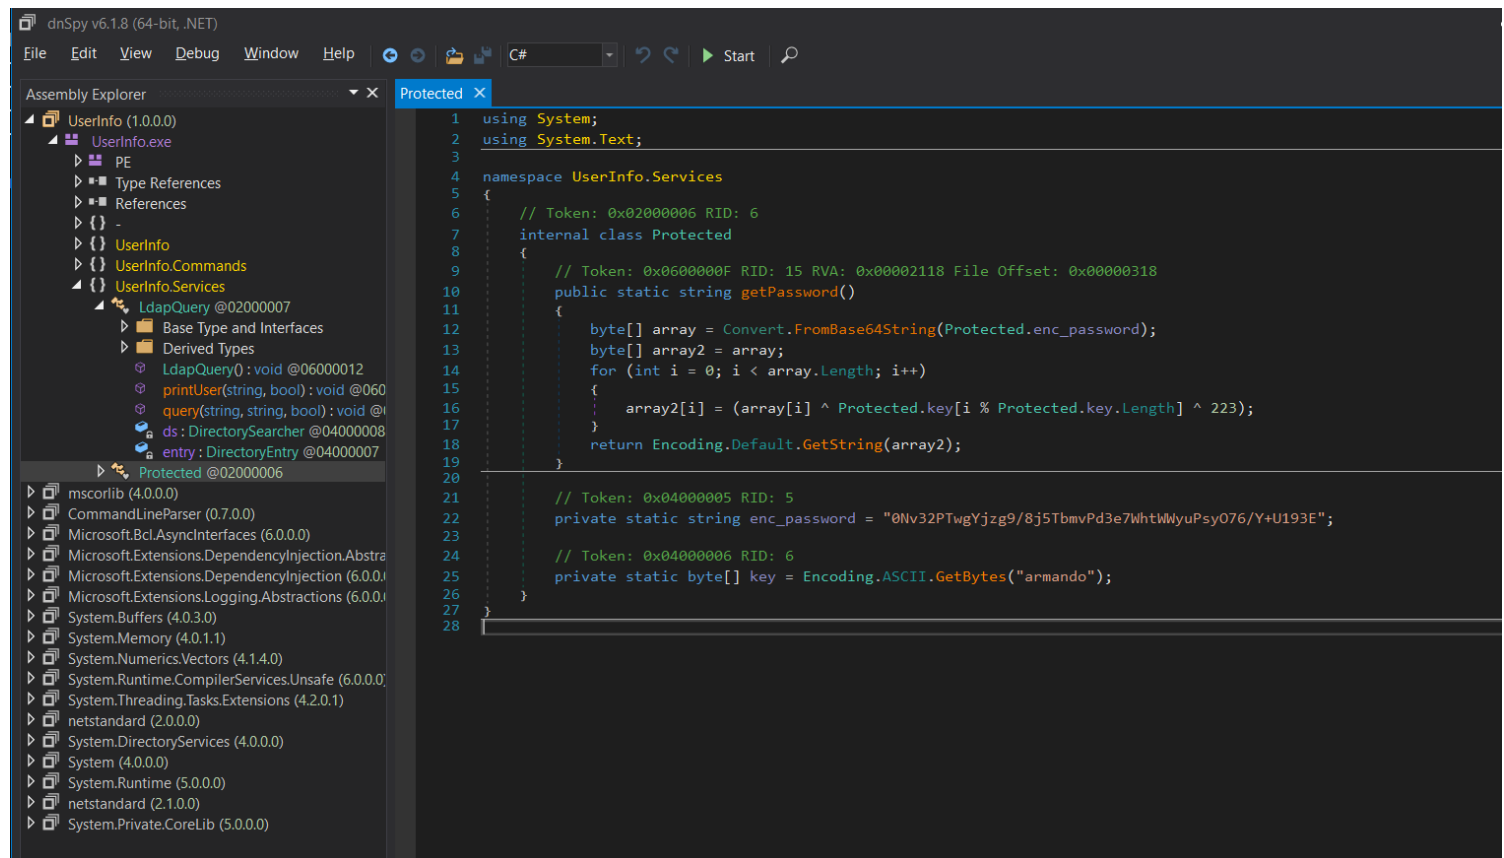 dnSpy v6.1.8 (64-bit, .NET)
File Edit View Debug Window Help C# Start
Assembly Explorer
UserInfo (1.0.0.0)
UserInfo.exe
PE
Type References
References
{ } -
{ } UserInfo
{ } UserInfo.Commands
{ } UserInfo.Services
LdapQuery @02000007
Base Type and Interfaces
Derived Types
LdapQuery() : void @06000012
printUser(string, bool) : void @060
query(string, string, bool) : void @
ds : DirectorySearcher @04000008
entry : DirectoryEntry @04000007
Protected @02000006
mscorlib (4.0.0.0)
CommandLineParser (0.7.0.0)
Microsoft.Bcl.AsyncInterfaces (6.0.0.0)
Microsoft.Extensions.DependencyInjection.Abstra
Microsoft.Extensions.DependencyInjection (6.0.0.
Microsoft.Extensions.Logging.Abstractions (6.0.0.
System.Buffers (4.0.3.0)
System.Memory (4.0.1.1)
System.Numerics.Vectors (4.1.4.0)
System.Runtime.CompilerServices.Unsafe (6.0.0.0)
System.Threading.Tasks.Extensions (4.2.0.1)
netstandard (2.0.0.0)
System.DirectoryServices (4.0.0.0)
System (4.0.0.0)
System.Runtime (5.0.0.0)
netstandard (2.1.0.0)
System.Private.CoreLib (5.0.0.0)
Protected
1 using System;
2 using System.Text;
3
4 namespace UserInfo.Services
5 {
6 // Token: 0x02000006 RID: 6
7 internal class Protected
8 {
9 // Token: 0x0600000F RID: 15 RVA: 0x00002118 File Offset: 0x00000318
10 public static string getPassword()
11 {
12 byte[] array = Convert.FromBase64String(Protected.enc_password);
13 byte[] array2 = array;
14 for (int i = 0; i < array.Length; i++)
15 {
16 array2[i] = (array[i] ^ Protected.key[i % Protected.key.Length] ^ 223);
17 }
18 return Encoding.Default.GetString(array2);
19 }
20
21 // Token: 0x04000005 RID: 5
22 private static string enc_password = "0Nv32PTwgYjzg9/8j5TbmvPd3e7WhtWWyuPsyO76/Y+U193E";
23
24 // Token: 0x04000006 RID: 6
25 private static byte[] key = Encoding.ASCII.GetBytes("armando");
26 }
27 }
28